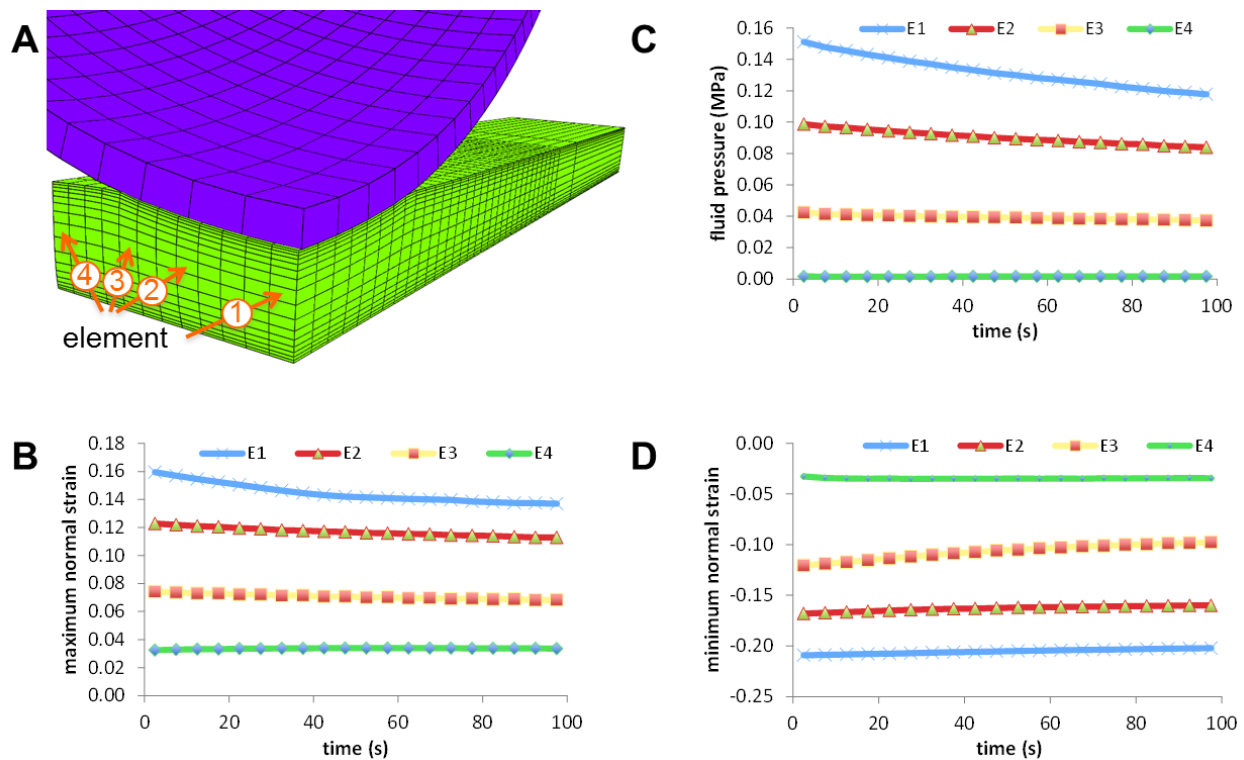 A
4
3
2
1
element
C
E1 E2 E3 E4
0.16
0.14
0.12
0.10
0.08
0.06
0.04
0.02
0.00
fluid pressure (MPa)
0 20 40 60 80 100
time (s)
B
E1 E2 E3 E4
0.18
0.16
0.14
0.12
0.10
0.08
0.06
0.04
0.02
0.00
maximum normal strain
0 20 40 60 80 100
time (s)
D
E1 E2 E3 E4
0.00
-0.05
-0.10
-0.15
-0.20
-0.25
minimum normal strain
0 20 40 60 80 100
time (s)